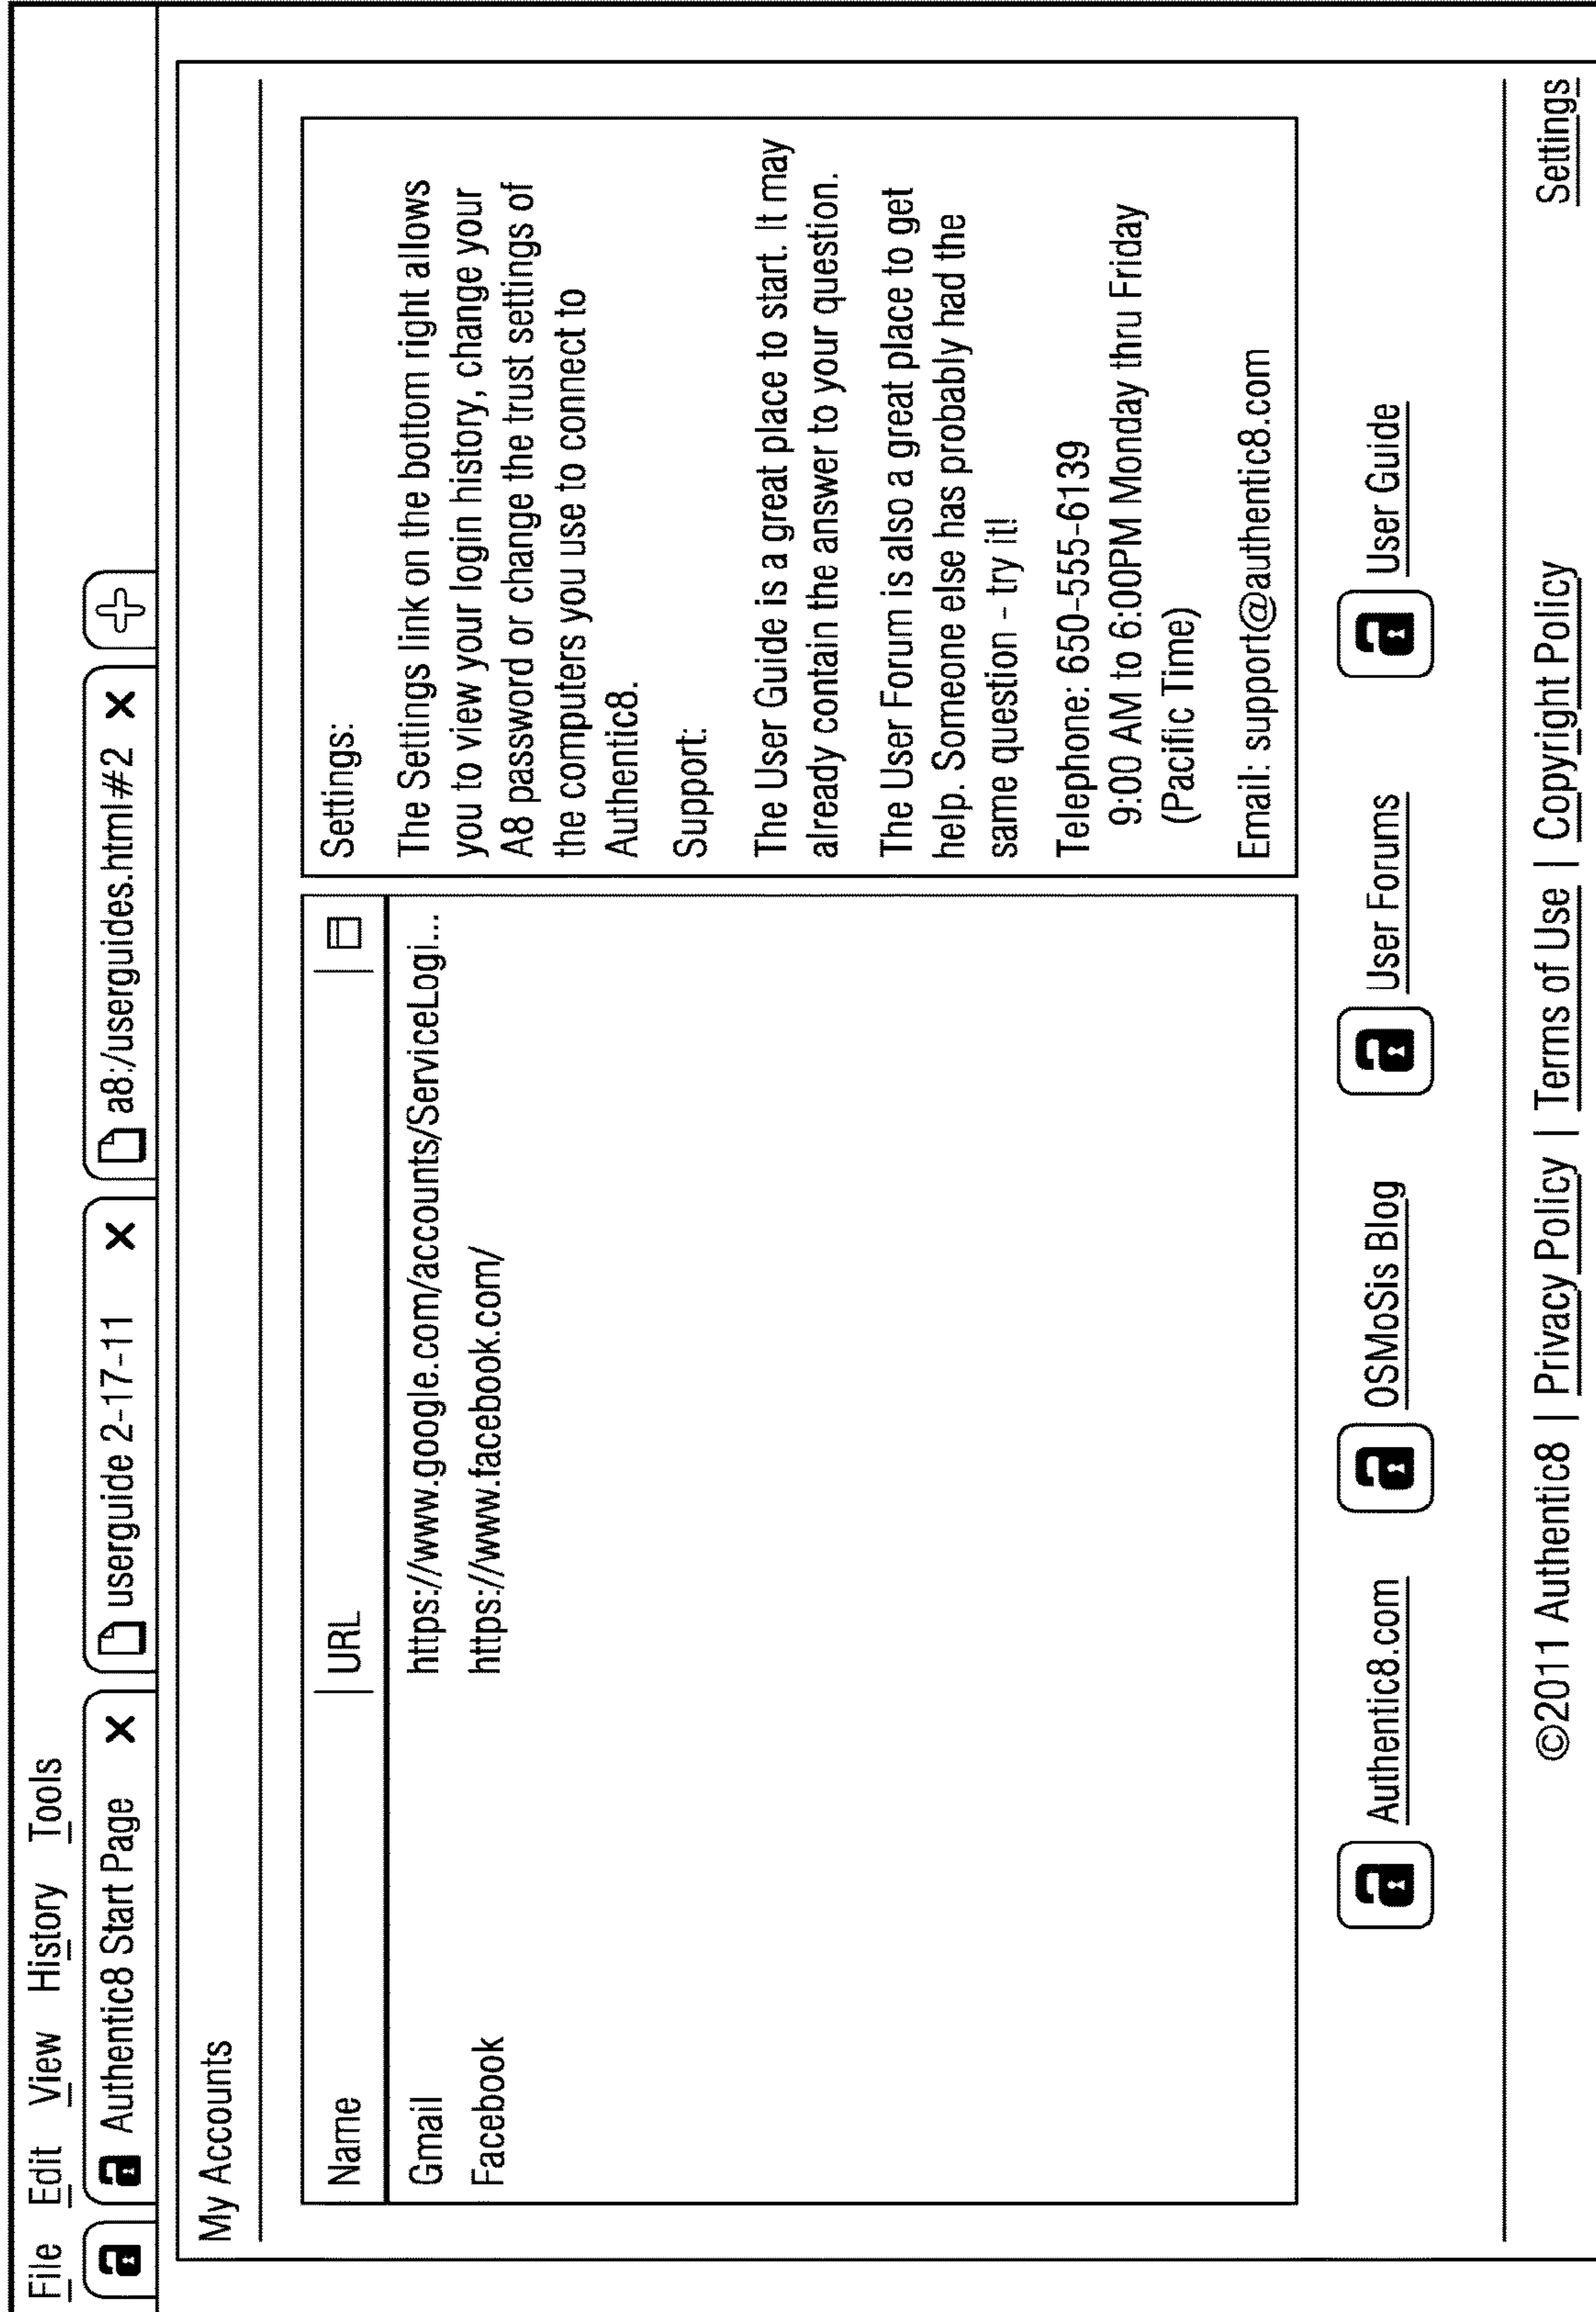 File Edit View History Tools
a Authentic8 Start Page X userguide 2-17-11 X a8:/userguides.html#2 X
My Accounts
Name URL
Gmail https://www.google.com/accounts/ServiceLogi...
Facebook https://www.facebook.com/
Settings:
The Settings link on the bottom right allows
you to view your login history, change your
A8 password or change the trust settings of
the computers you use to connect to
Authentic8.
Support:
The User Guide is a great place to start. It may
already contain the answer to your question.
The User Forum is also a great place to get
help. Someone else has probably had the
same question - try it!
Telephone: 650-555-6139
9:00 AM to 6:00PM Monday thru Friday
(Pacific Time)
Email: support@authentic8.com
a Authentic8.com a OSMoSis Blog a User Forums a User Guide
©2011 Authentic8 | Privacy Policy | Terms of Use | Copyright Policy Settings